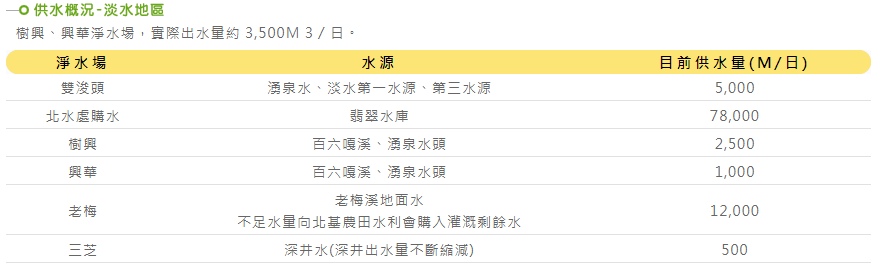 供水概況-淡水地區
樹興、興華淨水場，實際出水量約 3,500M 3 / 日。
淨水場 水源 目前供水量(M/日)
雙浚頭 湧泉水、淡水第一水源、第三水源 5,000
北水處購水 翡翠水庫 78,000
樹興 百六嘎溪、湧泉水頭 2,500
興華 百六嘎溪、湧泉水頭 1,000
老梅 老梅溪地面水
不足水量向北基農田水利會購入灌溉剩餘水 12,000
三芝 深井水(深井出水量不斷縮減) 500